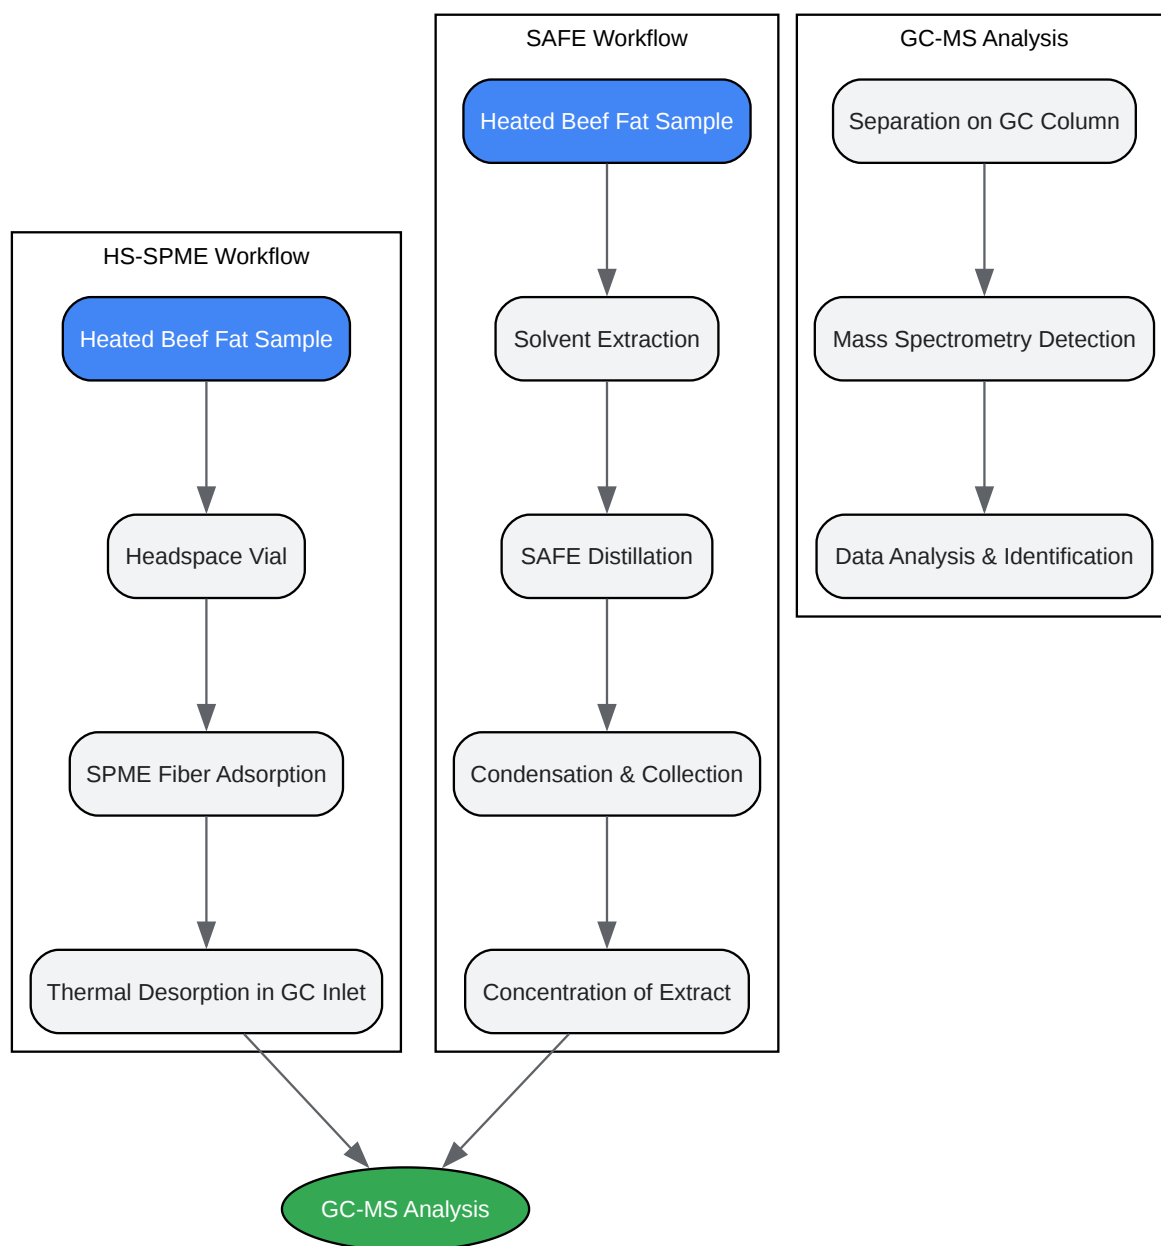 HS-SPME Workflow
Heated Beef Fat Sample
Headspace Vial
SPME Fiber Adsorption
Thermal Desorption in GC Inlet
SAFE Workflow
Heated Beef Fat Sample
Solvent Extraction
SAFE Distillation
Condensation & Collection
Concentration of Extract
GC-MS Analysis
Separation on GC Column
Mass Spectrometry Detection
Data Analysis & Identification
GC-MS Analysis